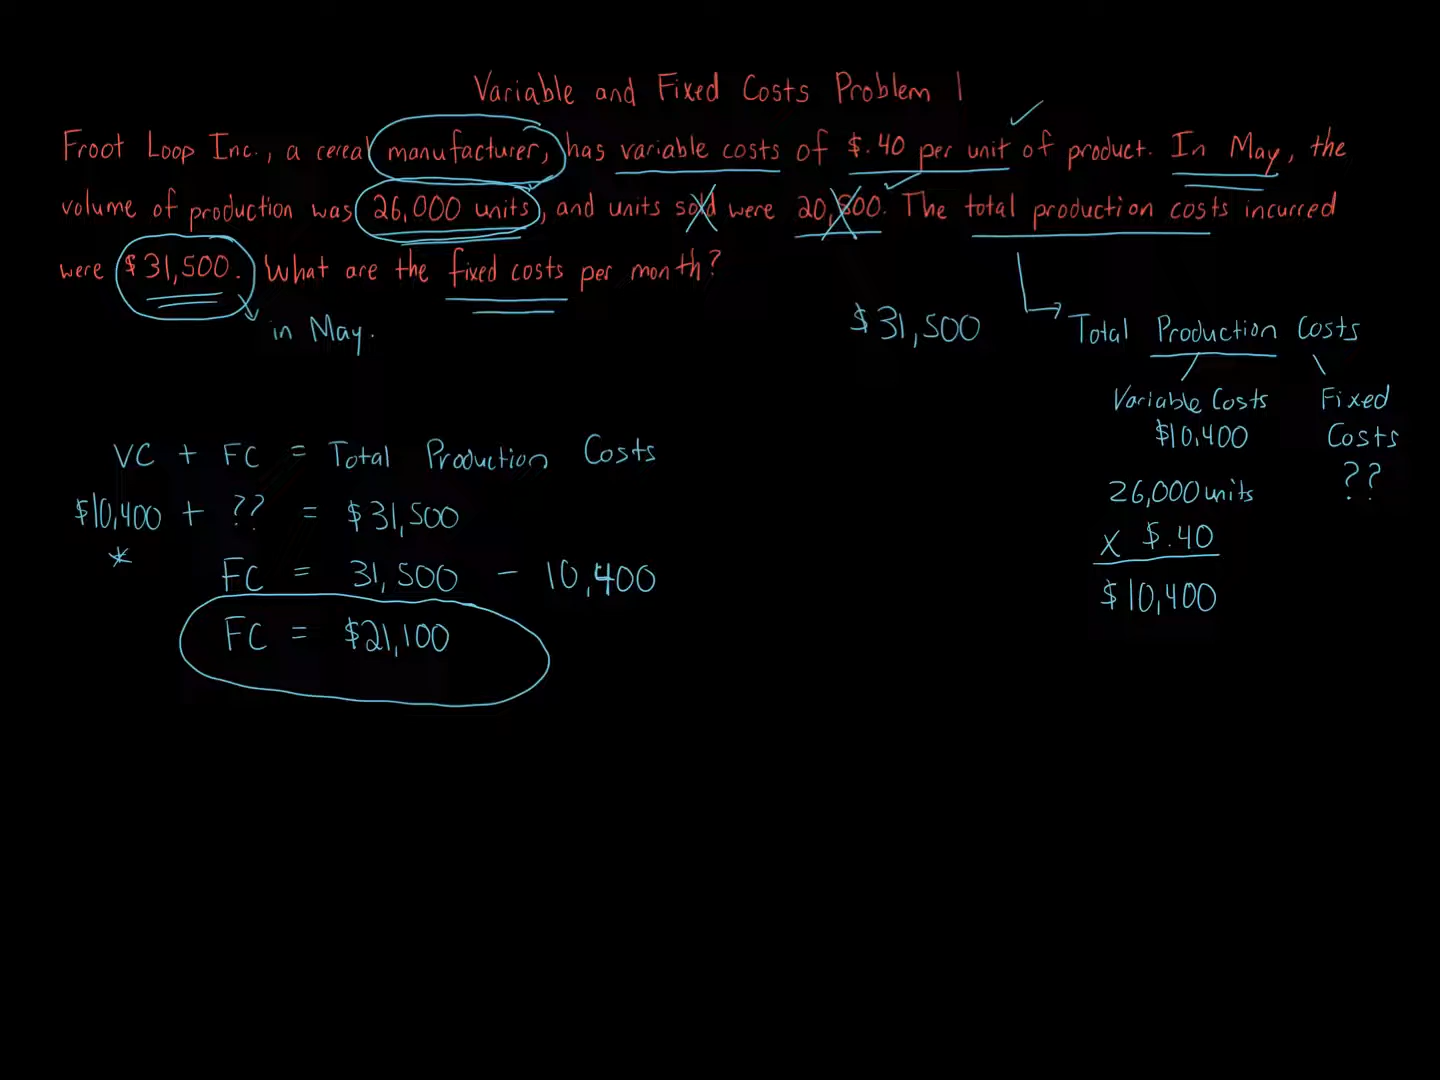 Variable and Fixed Costs Problem 1
Froot Loop Inc., a cereal manufacturer, has variable costs of $.40 per unit of product. In May, the
volume of production was 26,000 units, and units sold were 20,800. The total production costs incurred
were $31,500. What are the fixed costs per month?
in May.
$31,500
Total Production Costs
Variable Costs
$10,400
Fixed
Costs
??
26,000 units
x $.40
$10,400
VC + FC = Total Production Costs
$10,400 + ?? = $31,500
*
FC = 31,500 - 10,400
FC = $21,100